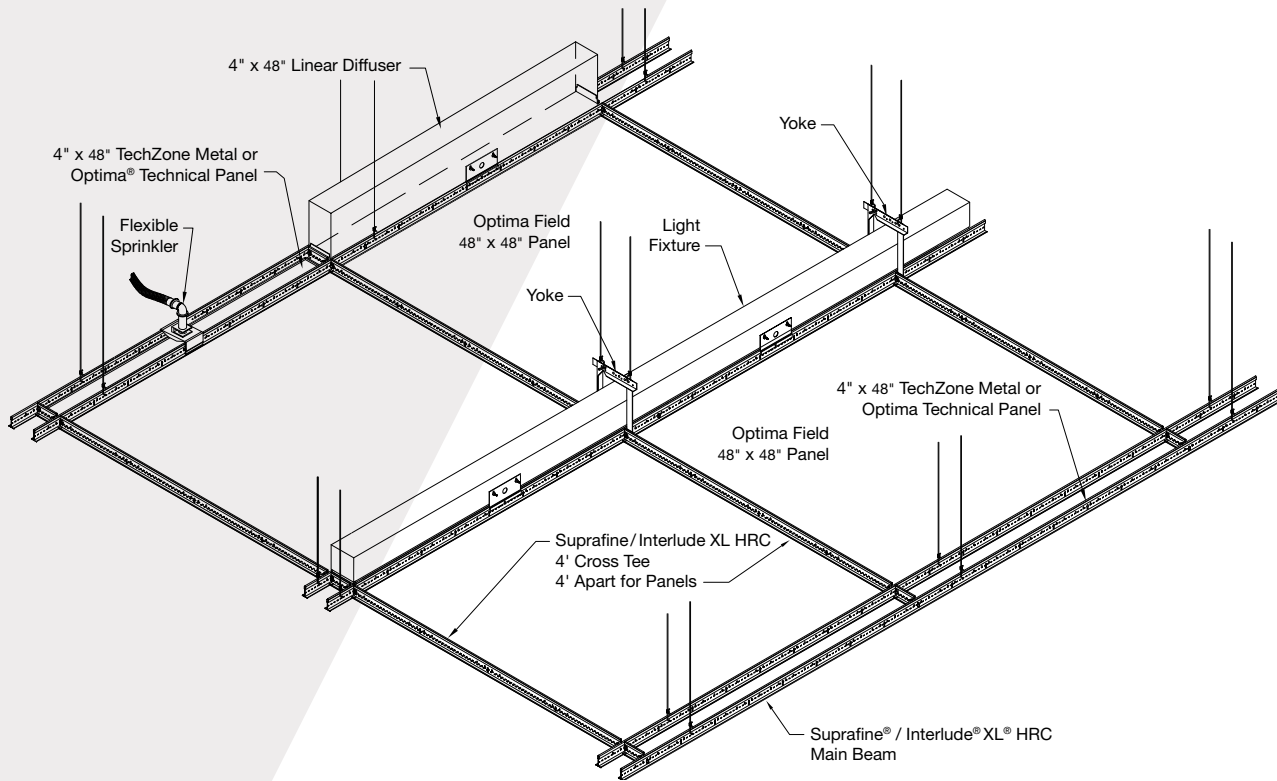 4" x 48" Linear Diffuser
4" x 48" TechZone Metal or
Optima® Technical Panel
Flexible
Sprinkler
Yoke
Optima Field
48" x 48" Panel
Light
Fixture
Yoke
4" x 48" TechZone Metal or
Optima Technical Panel
Optima Field
48" x 48" Panel
Suprafine/Interlude XL HRC
4' Cross Tee
4' Apart for Panels
Suprafine® / Interlude® XL® HRC
Main Beam